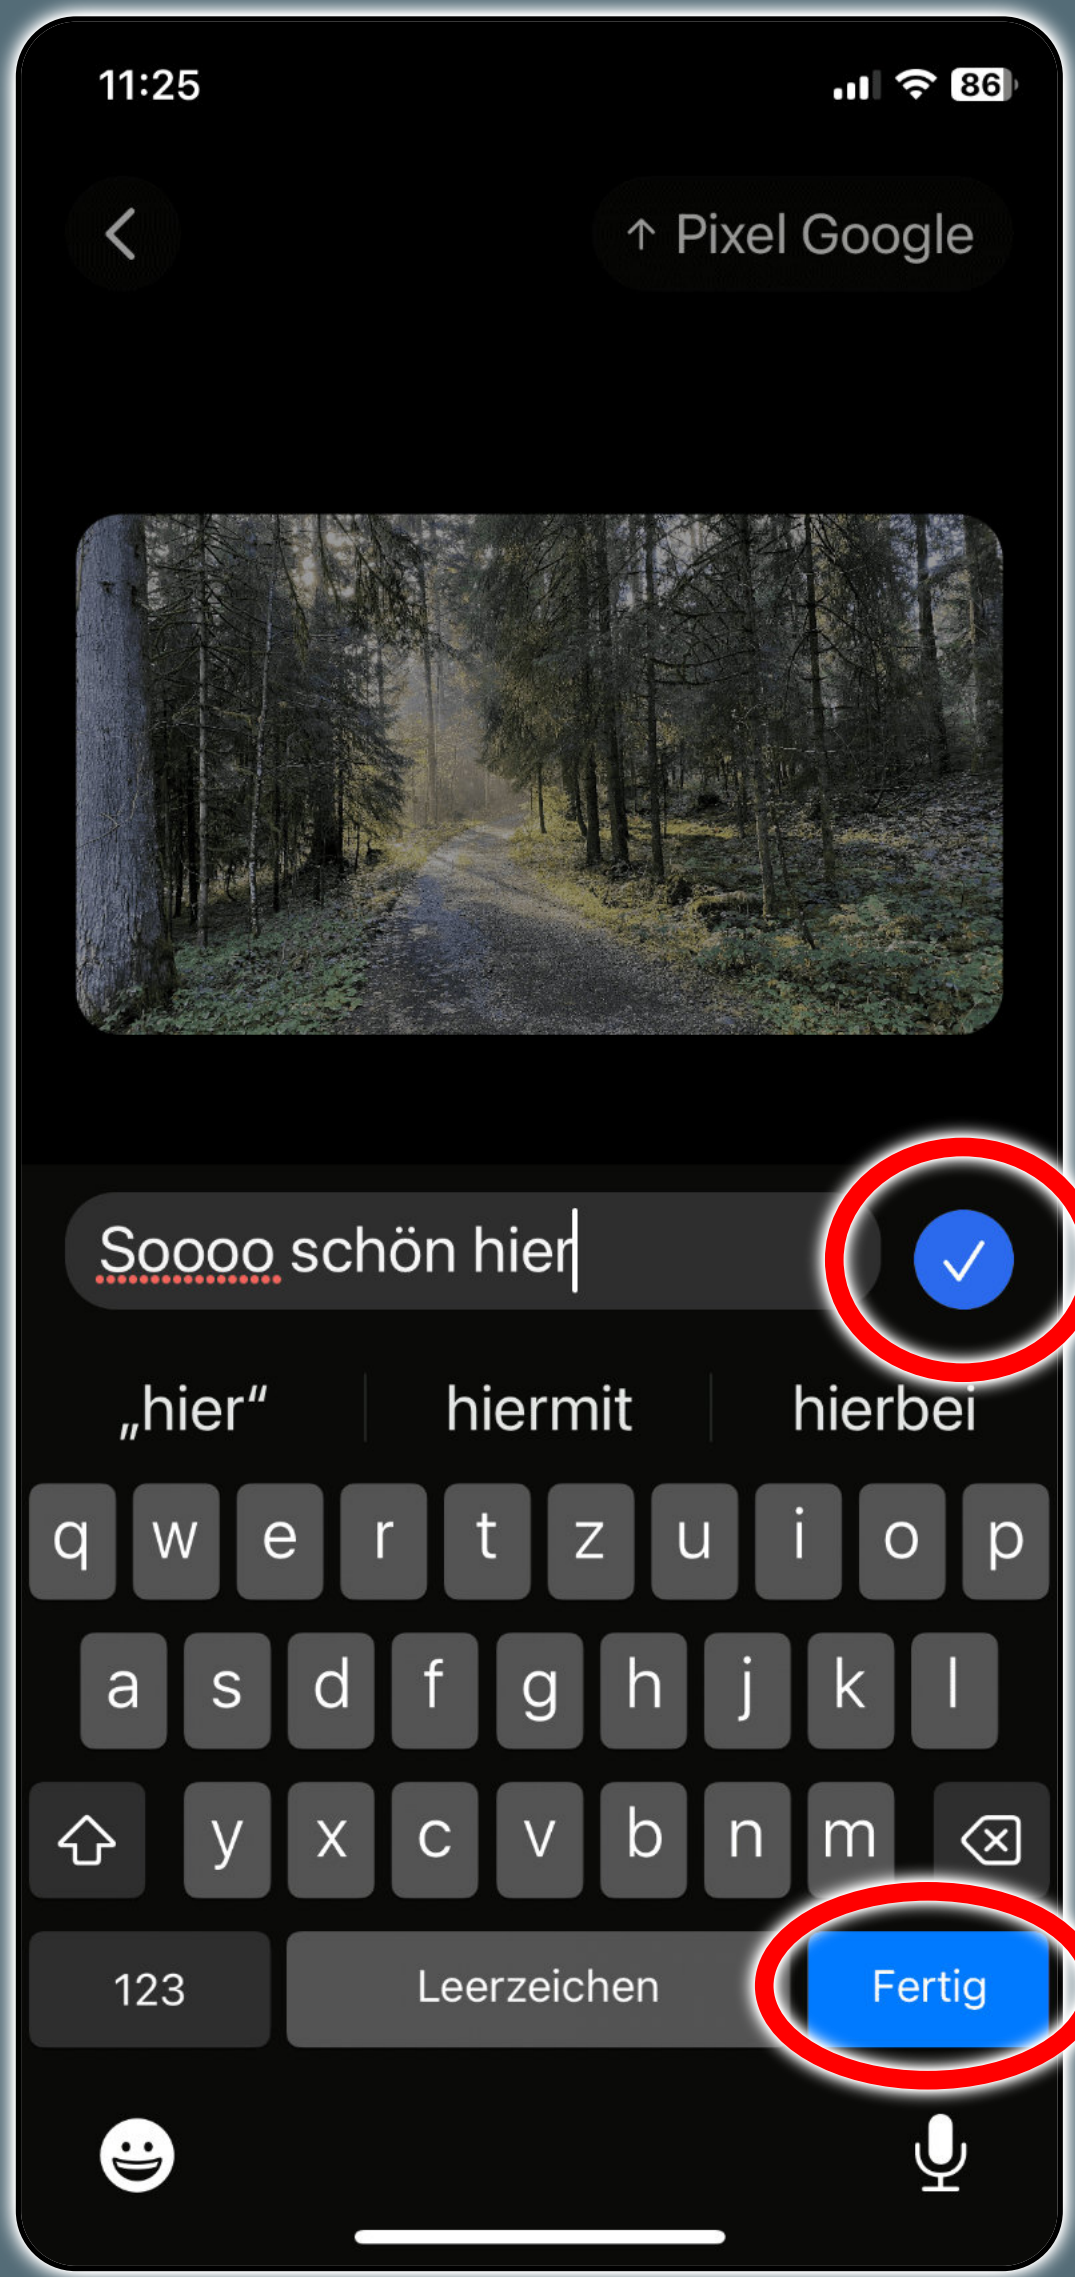 11:25
86
↑ Pixel Google
Soooo schön hier
„hier“ hiermit hierbei
q w e r t z u i o p
a s d f g h j k l
y x c v b n m
123 Leerzeichen Fertig